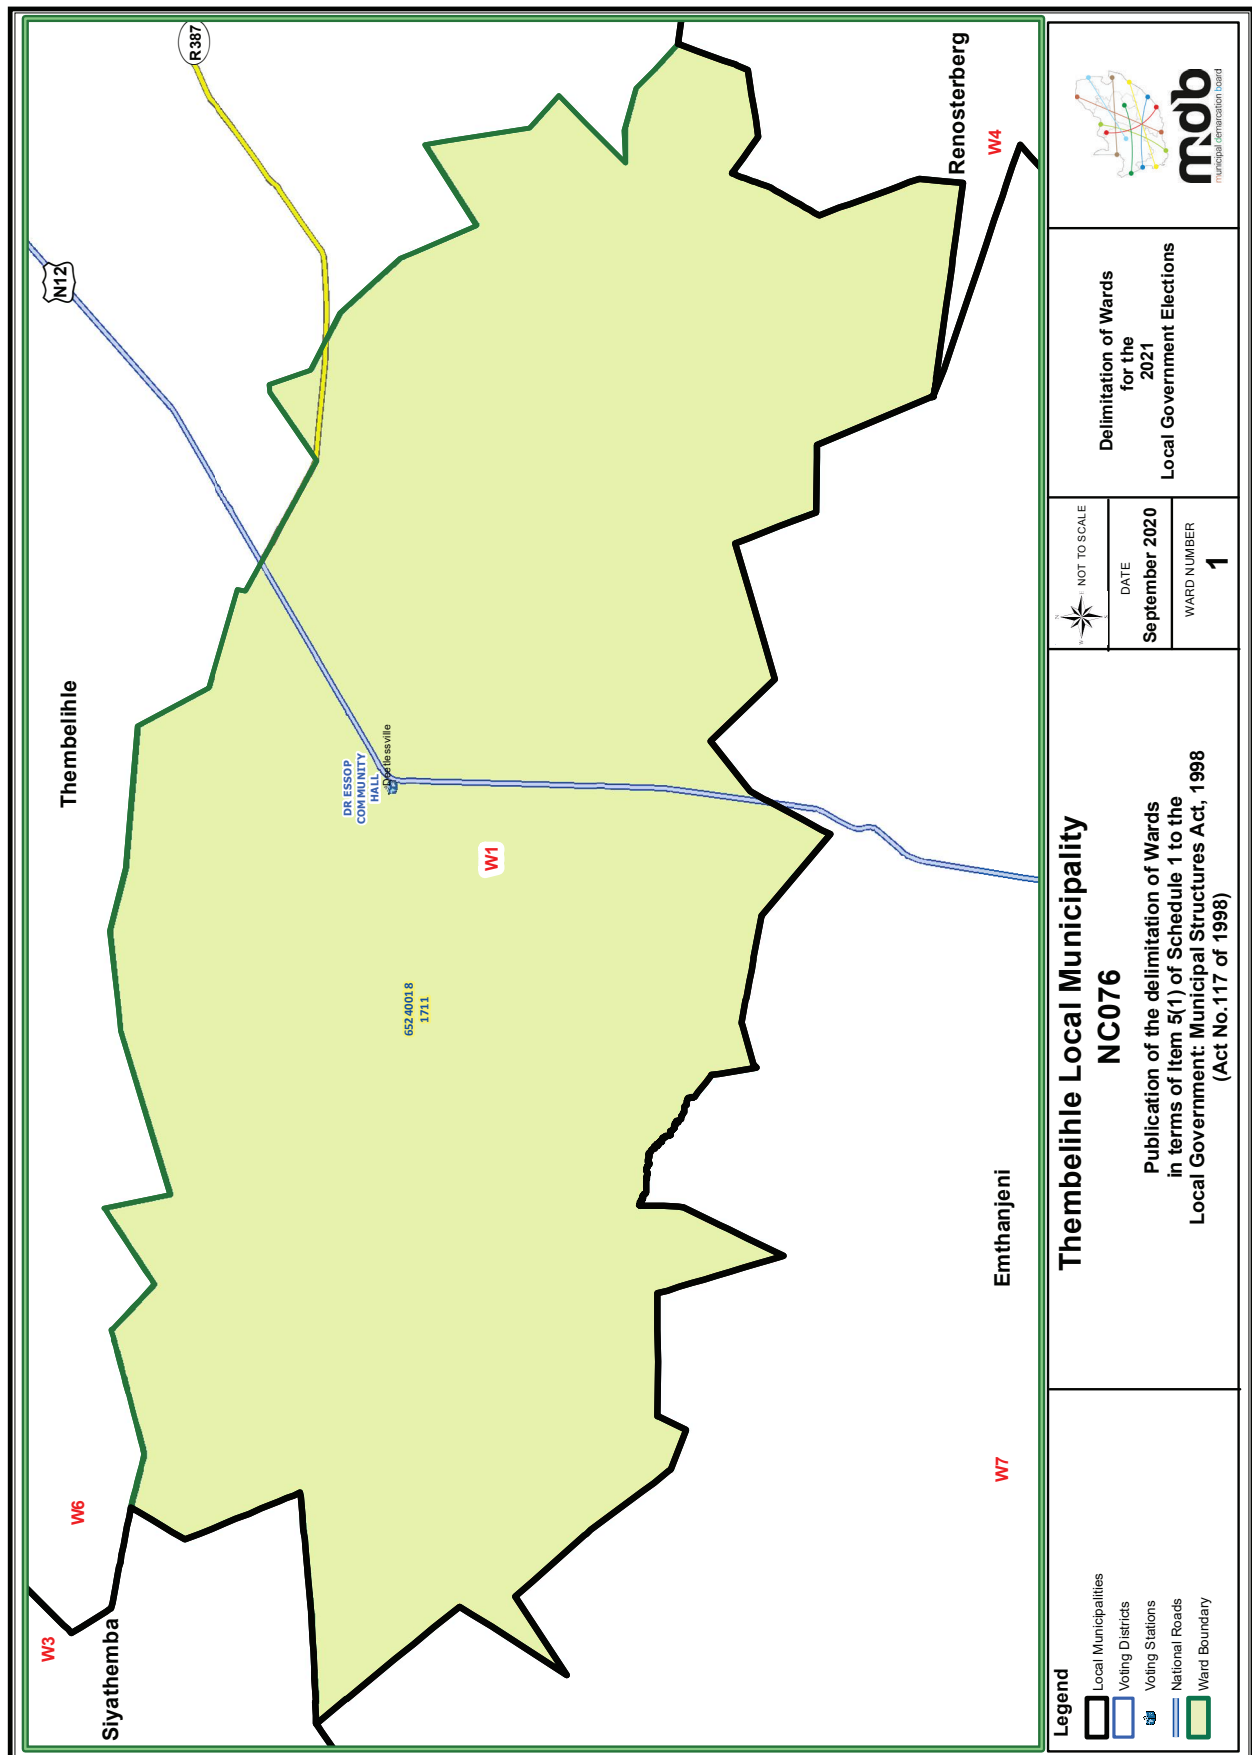 Siyathemba
W3
W6
Thembelihle
N12
R387
DR ESSOP
COMMUNITY
HALL
Deetlessville
W1
65240018
1711
Renosterberg
W4
Emthanjeni
W7
Legend
Local Municipalities
Voting Districts
Voting Stations
National Roads
Ward Boundary
Thembelihle Local Municipality
NC076
Publication of the delimitation of Wards
in terms of Item 5(1) of Schedule 1 to the
Local Government: Municipal Structures Act, 1998
(Act No.117 of 1998)
N
W
E
S
NOT TO SCALE
DATE
September 2020
WARD NUMBER
1
Delimitation of Wards
for the
2021
Local Government Elections
mdb
municipal demarcation board